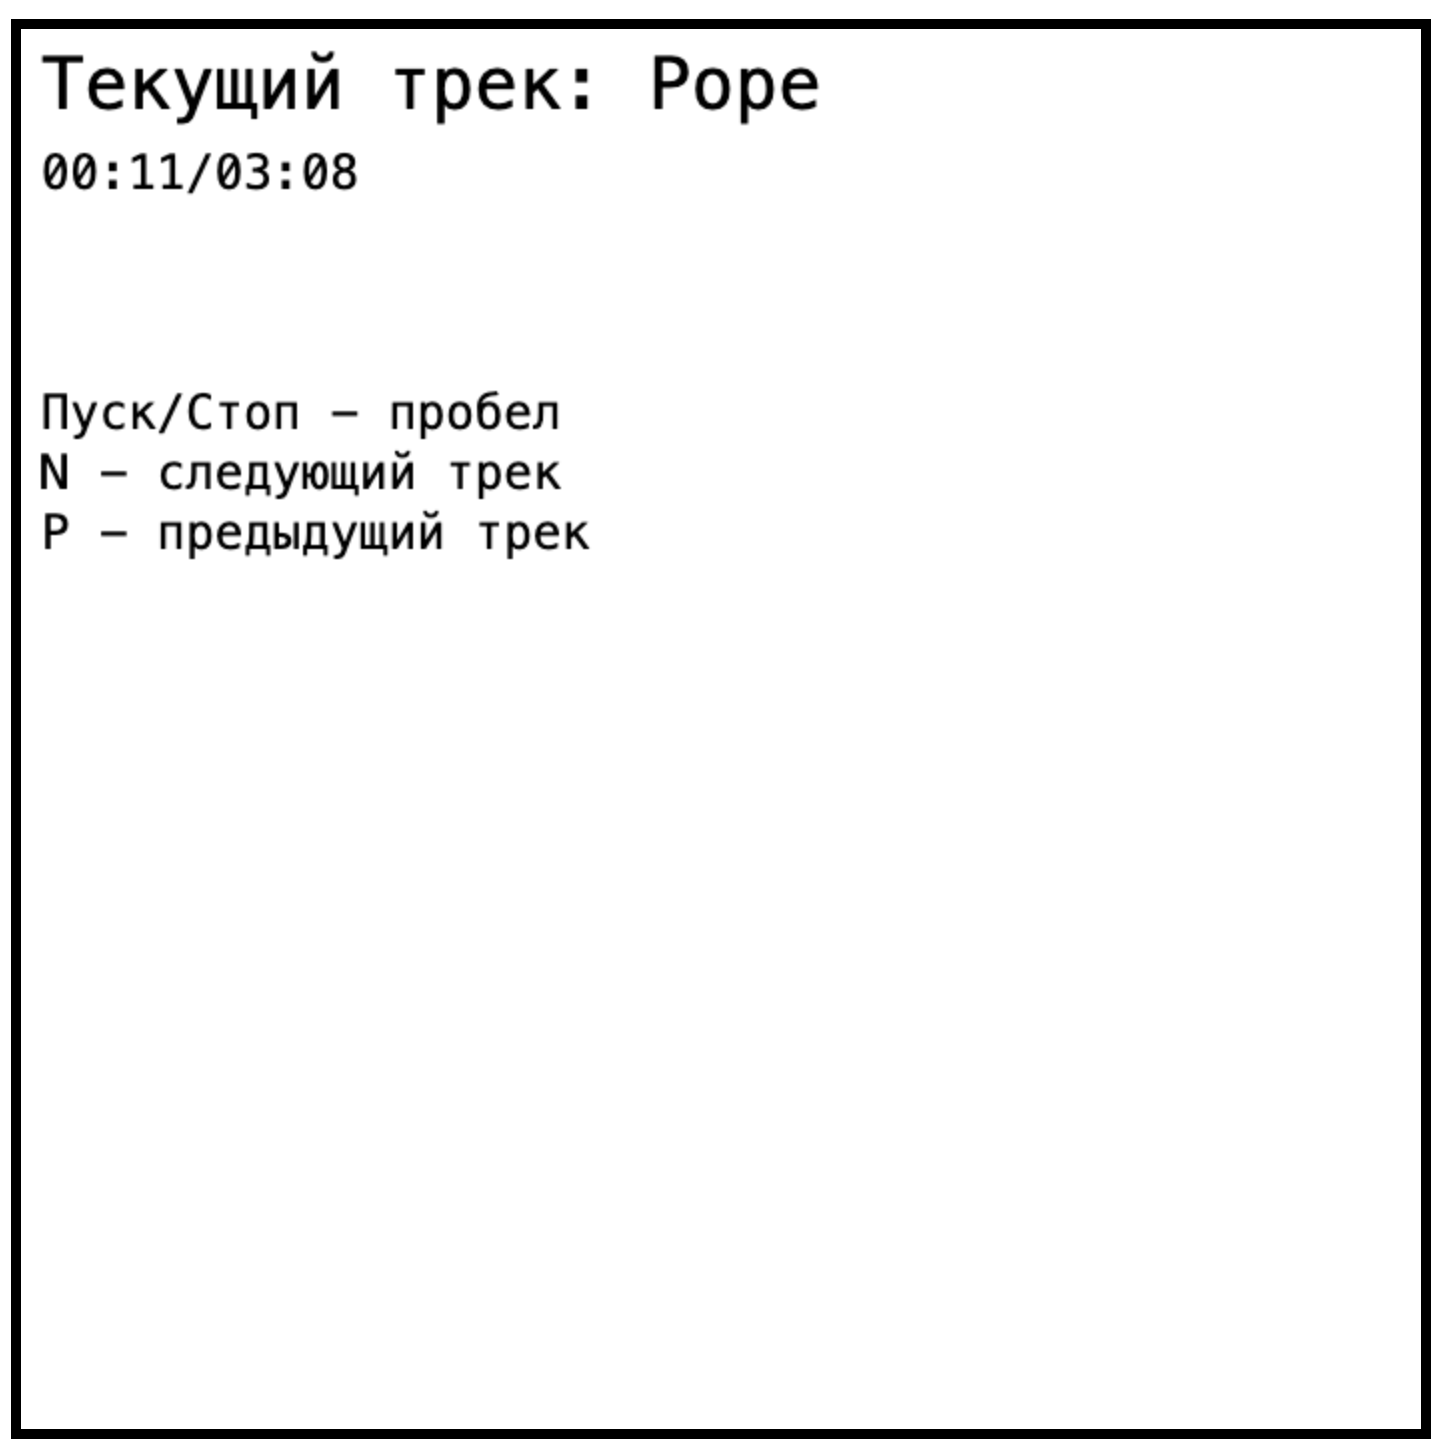 Текущий трек: Pope
00:11/03:08
Пуск/Стоп – пробел
N – следующий трек
P – предыдущий трек